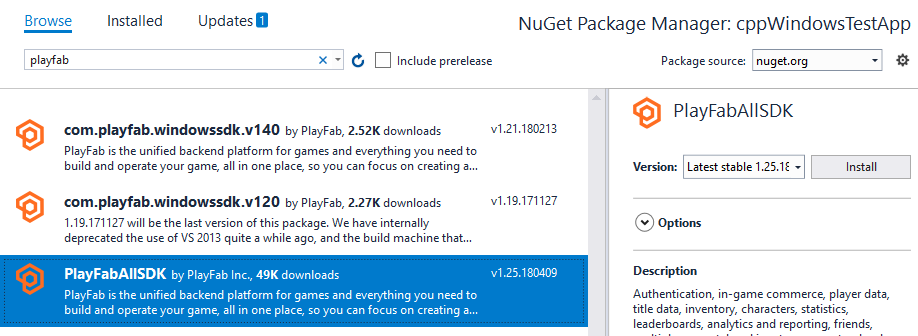 Browse Installed Updates 1 NuGet Package Manager: cppWindowsTestApp
playfab Include prerelease Package source: nuget.org
com.playfab.windowssdk.v140 by PlayFab, 2.52K downloads v1.21.180213
PlayFab is the unified backend platform for games and everything you need to
build and operate your game, all in one place, so you can focus on creating a...
com.playfab.windowssdk.v120 by PlayFab, 2.27K downloads v1.19.171127
1.19.171127 will be the last version of this package. We have internally
deprecated the use of VS 2013 quite a while ago, and the build machine that...
PlayFabAllSDK by PlayFab Inc., 49K downloads v1.25.180409
PlayFab is the unified backend platform for games and everything you need to
build and operate your game, all in one place, so you can focus on creating a...
PlayFabAllSDK
Version: Latest stable 1.25.18 Install
Options
Description
Authentication, in-game commerce, player data,
title data, inventory, characters, statistics,
leaderboards, analytics and reporting, friends,